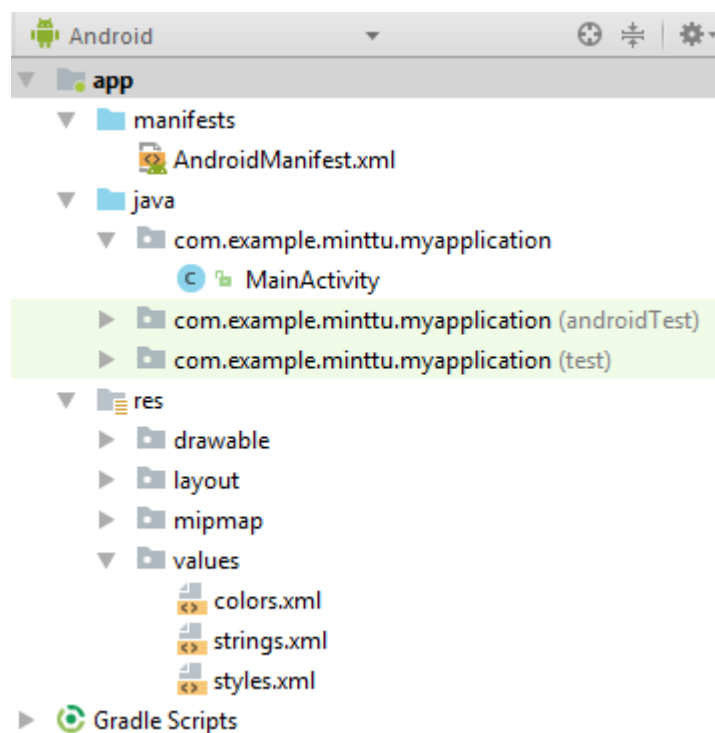 Android
app
manifests
AndroidManifest.xml
java
com.example.minttu.myapplication
C MainActivity
com.example.minttu.myapplication (androidTest)
com.example.minttu.myapplication (test)
res
drawable
layout
mipmap
values
colors.xml
strings.xml
styles.xml
Gradle Scripts